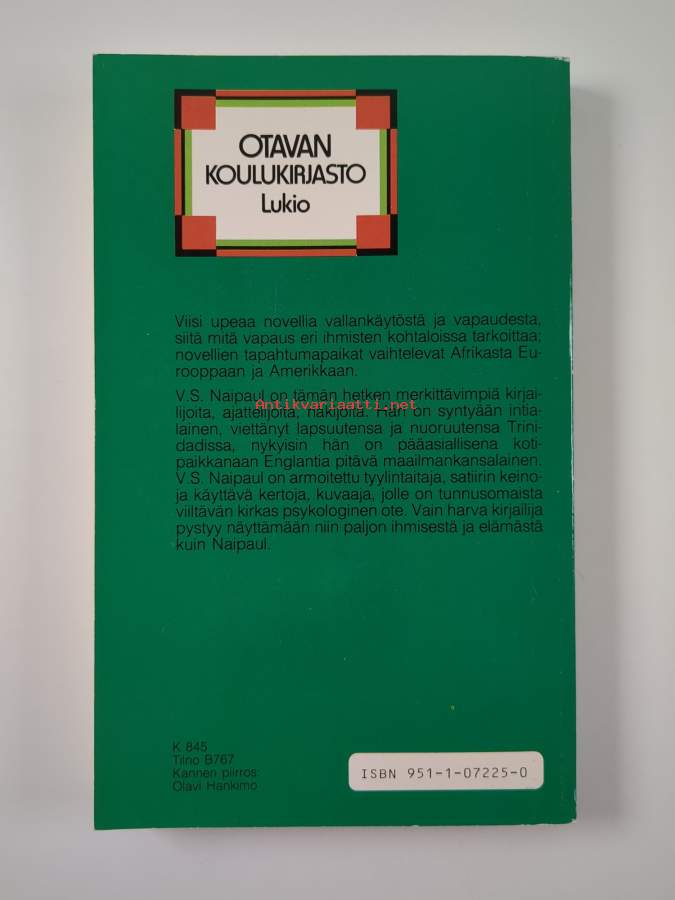 OTAVAN
KOULUKIRJASTO
Lukio
Viisi upeaa novellia vallankäytöstä ja vapaudesta,
siitä mitä vapaus eri ihmisten kohtaloissa tarkoittaa;
novellien tapahtumapaikat vaihtelevat Afrikasta Eu-
rooppaan ja Amerikkaan.
V.S. Naipaul on tämän hetken merkittävimpiä kirjai-
lijoita, ajattelijoita, näkijöitä. Hän on syntyään intia-
Antikvariaatti.net
lainen, viettänyt lapsuutensa ja nuoruutensa Trini-
dadissa, nykyisin hän on pääasiallisena koti-
paikkanaan Englantia pitävä maailmankansalainen.
V.S. Naipaul on armoitettu tyylintaitaja, satiirin keino-
ja käyttävä kertoja, kuvaaja, jolle on tunnusomaista
viiltävän kirkas psykologinen ote. Vain harva kirjailija
pystyy näyttämään niin paljon ihmisestä ja elämästä
kuin Naipaul.
K 845
Tilno B767
Kannen piirros:
Olavi Hankimo
ISBN 951-1-07225-0